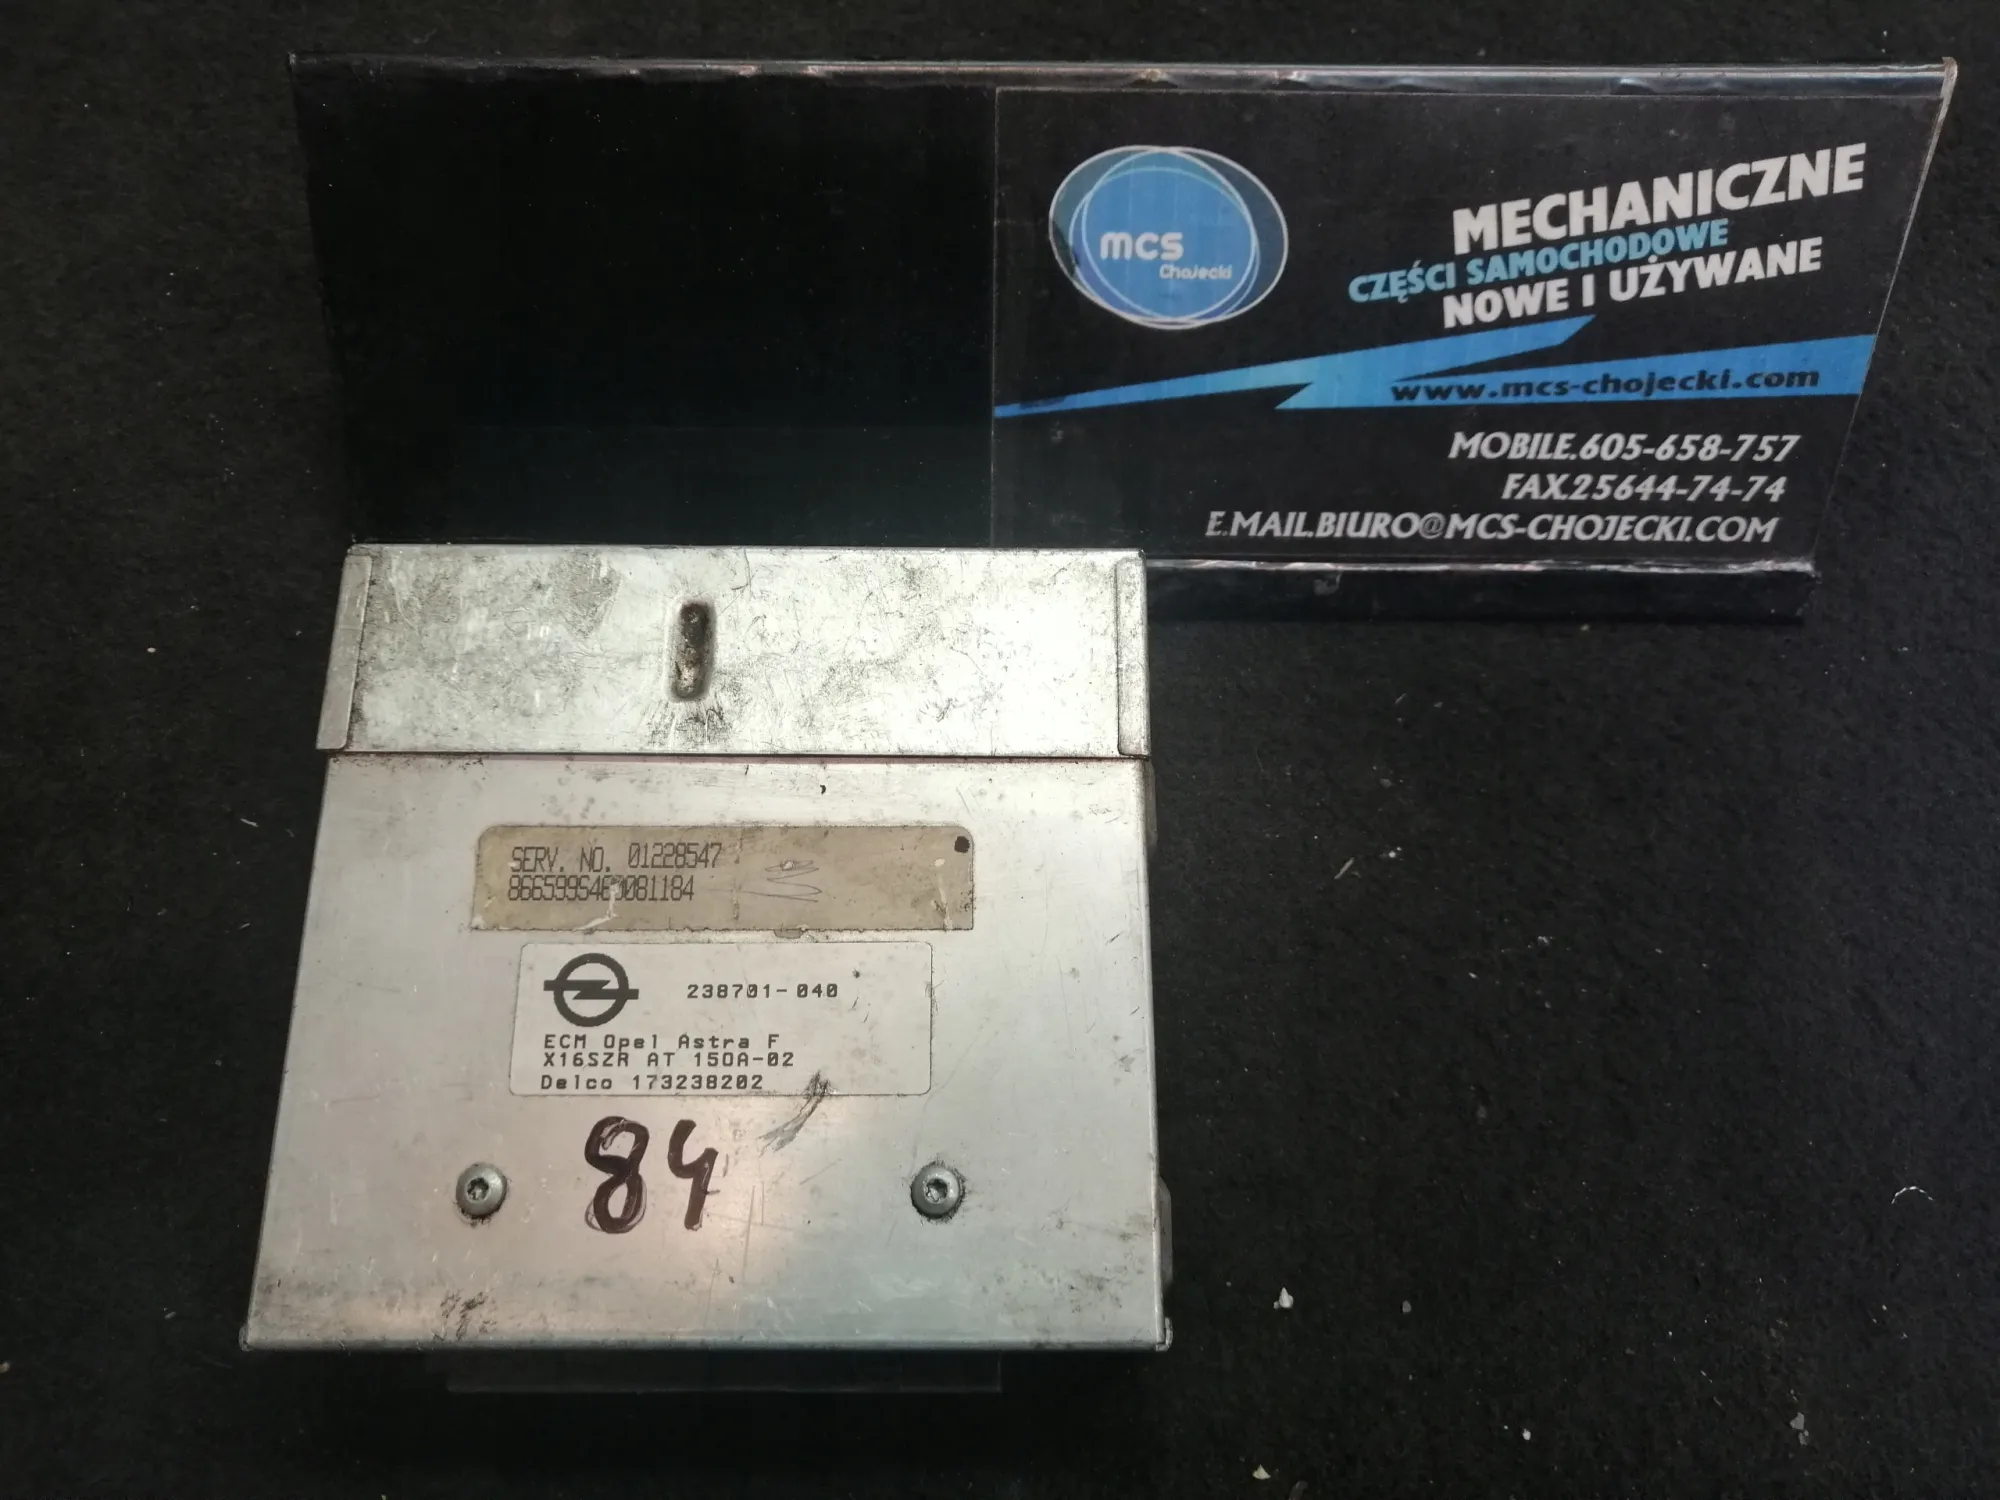 mcs
Chojecki
MECHANICZNE
CZĘŚCI SAMOCHODOWE
NOWE I UŻYWANE
www.mcs-chojecki.com
MOBILE.605-658-757
FAX.25644-74-74
E.MAIL.BIURO@MCS-CHOJECKI.COM
SERV. NO. 01228547
238701-040
ECM Opel Astra F
X16SZR AT 150A-02
Delco 173238202
84